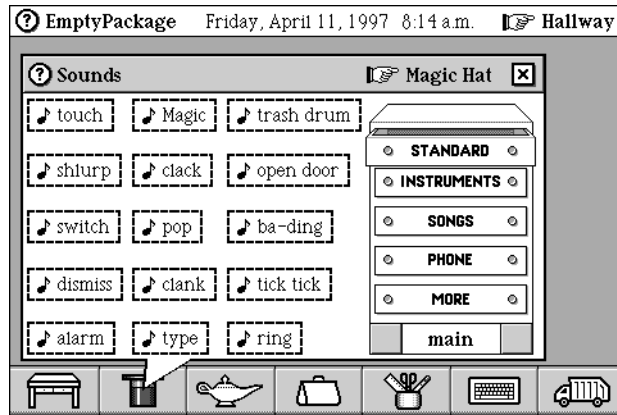 ? EmptyPackage Friday, April 11, 1997 8:14 a.m. Hallway
? Sounds Magic Hat X
touch Magic trash drum
shlurp clack open door
switch pop ba-ding
dismiss clank tick tick
alarm type ring
STANDARD
INSTRUMENTS
SONGS
PHONE
MORE
main